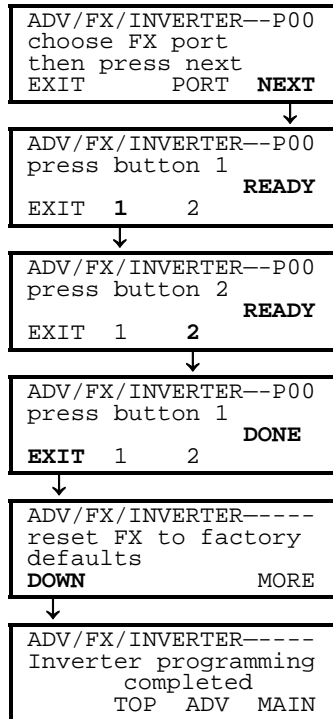 ADV/FX/INVERTER—-P00
choose FX port
then press next
EXIT PORT NEXT
ADV/FX/INVERTER—-P00
press button 1
READY
EXIT 1 2
ADV/FX/INVERTER—-P00
press button 2
READY
EXIT 1 2
ADV/FX/INVERTER—-P00
press button 1
DONE
EXIT 1 2
ADV/FX/INVERTER—----
reset FX to factory
defaults
DOWN MORE
ADV/FX/INVERTER—----
Inverter programming
completed
TOP ADV MAIN